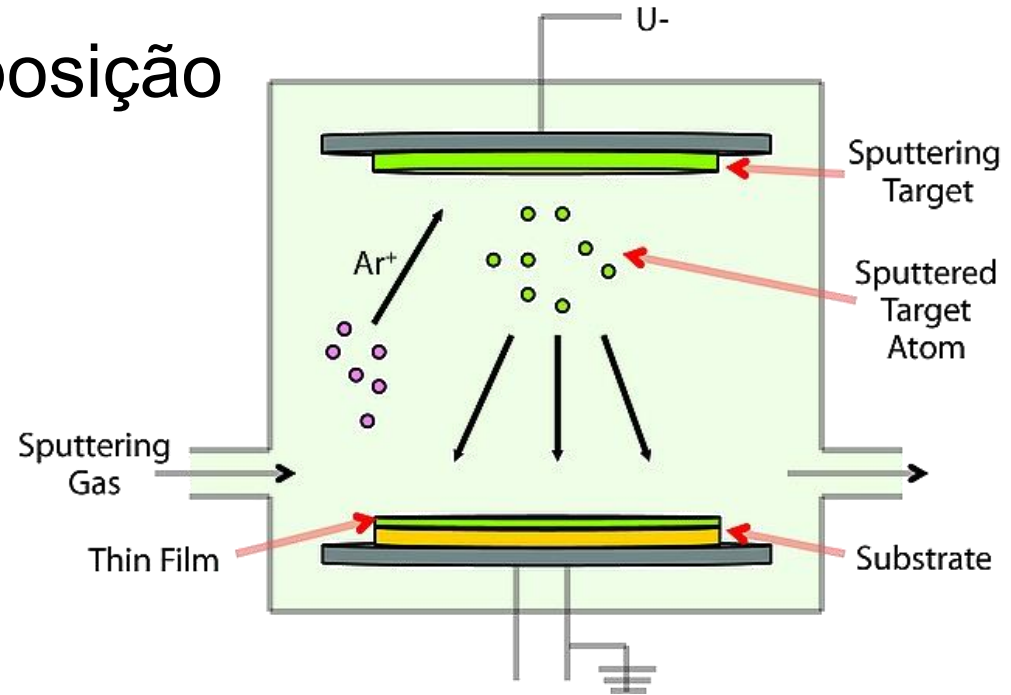 posição
U-
Sputtering
Target
Ar⁺
Sputtered
Target
Atom
Sputtering
Gas
Thin Film
Substrate